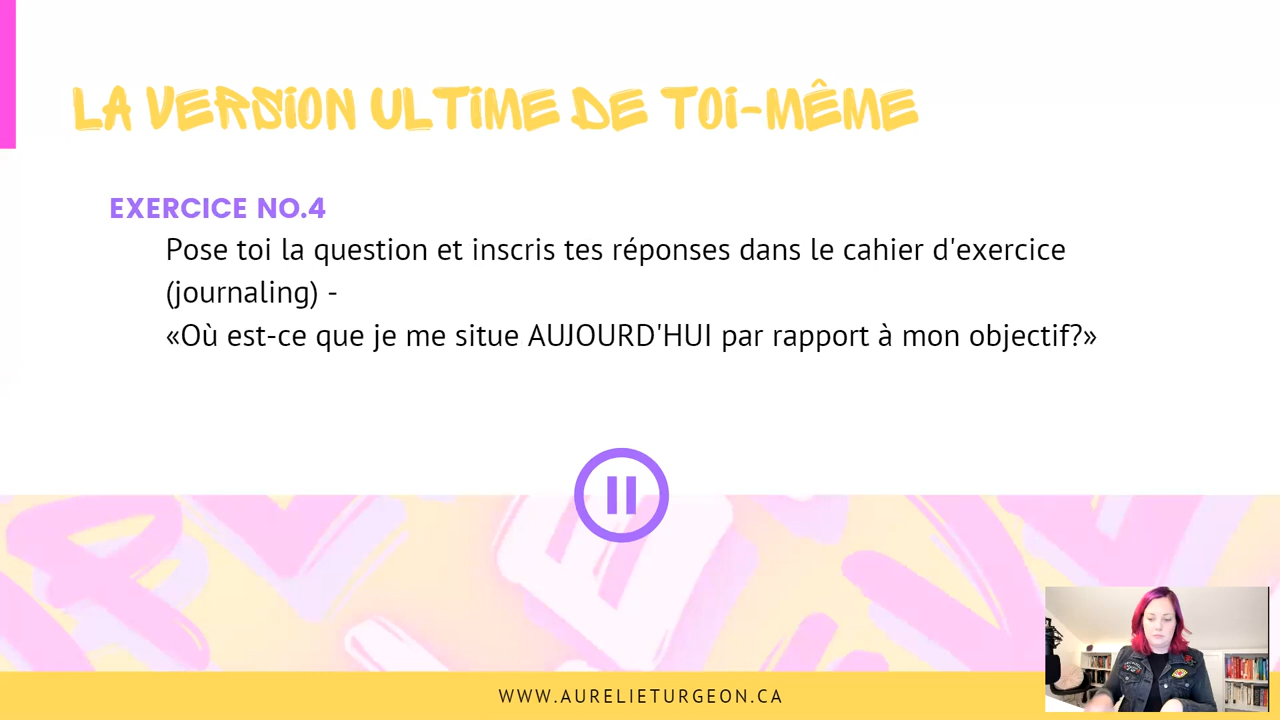 LA VERSION ULTIME DE TOI-MÊME
EXERCICE NO.4
Pose toi la question et inscris tes réponses dans le cahier d'exercice
(journaling) -
«Où est-ce que je me situe AUJOURD'HUI par rapport à mon objectif?»
WWW.AURELIETURGEON.CA